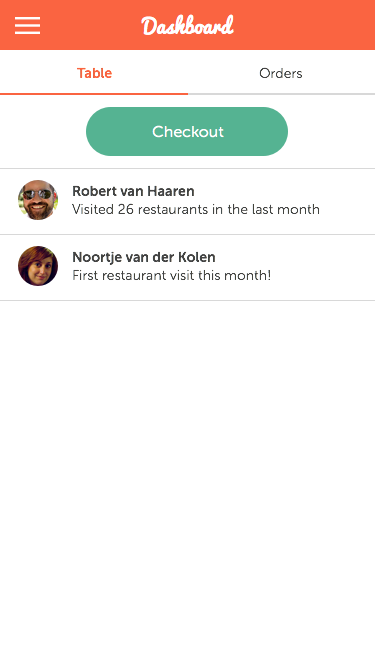 Dashboard
Table
Orders
Checkout
Robert van Haaren
Visited 26 restaurants in the last month
Noortje van der Kolen
First restaurant visit this month!